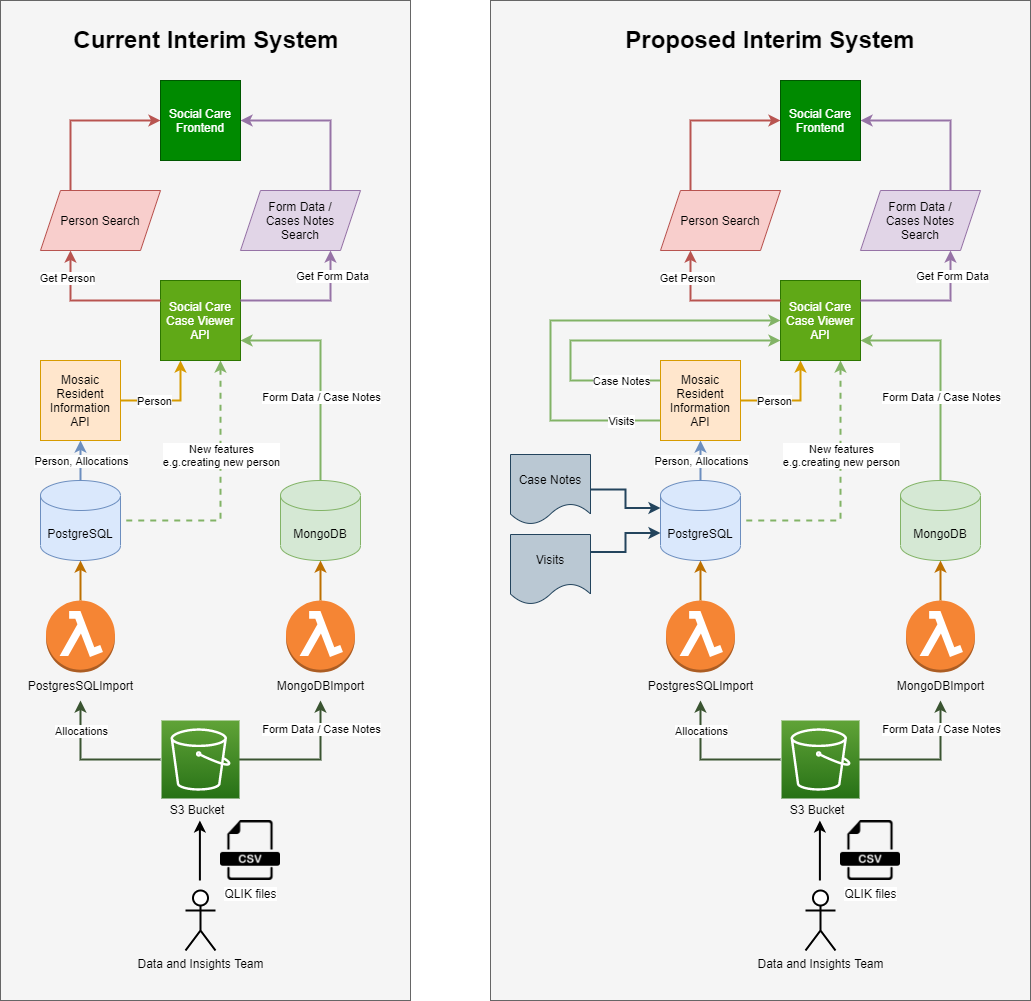 Current Interim System
Social Care
Frontend
Person Search
Form Data /
Cases Notes
Search
Get Person
Get Form Data
Social Care
Case Viewer
API
Mosaic
Resident
Information
API
Person
Form Data / Case Notes
New features
e.g.creating new person
Person, Allocations
PostgreSQL
MongoDB
PostgresSQLImport
MongoDBImport
Allocations
Form Data / Case Notes
S3 Bucket
CSV
QLIK files
Data and Insights Team
Proposed Interim System
Social Care
Frontend
Person Search
Form Data /
Cases Notes
Search
Get Person
Get Form Data
Social Care
Case Viewer
API
Case Notes
Mosaic
Resident
Information
API
Person
Form Data / Case Notes
Visits
New features
e.g.creating new person
Person, Allocations
Case Notes
Visits
PostgreSQL
MongoDB
PostgresSQLImport
MongoDBImport
Allocations
Form Data / Case Notes
S3 Bucket
CSV
QLIK files
Data and Insights Team